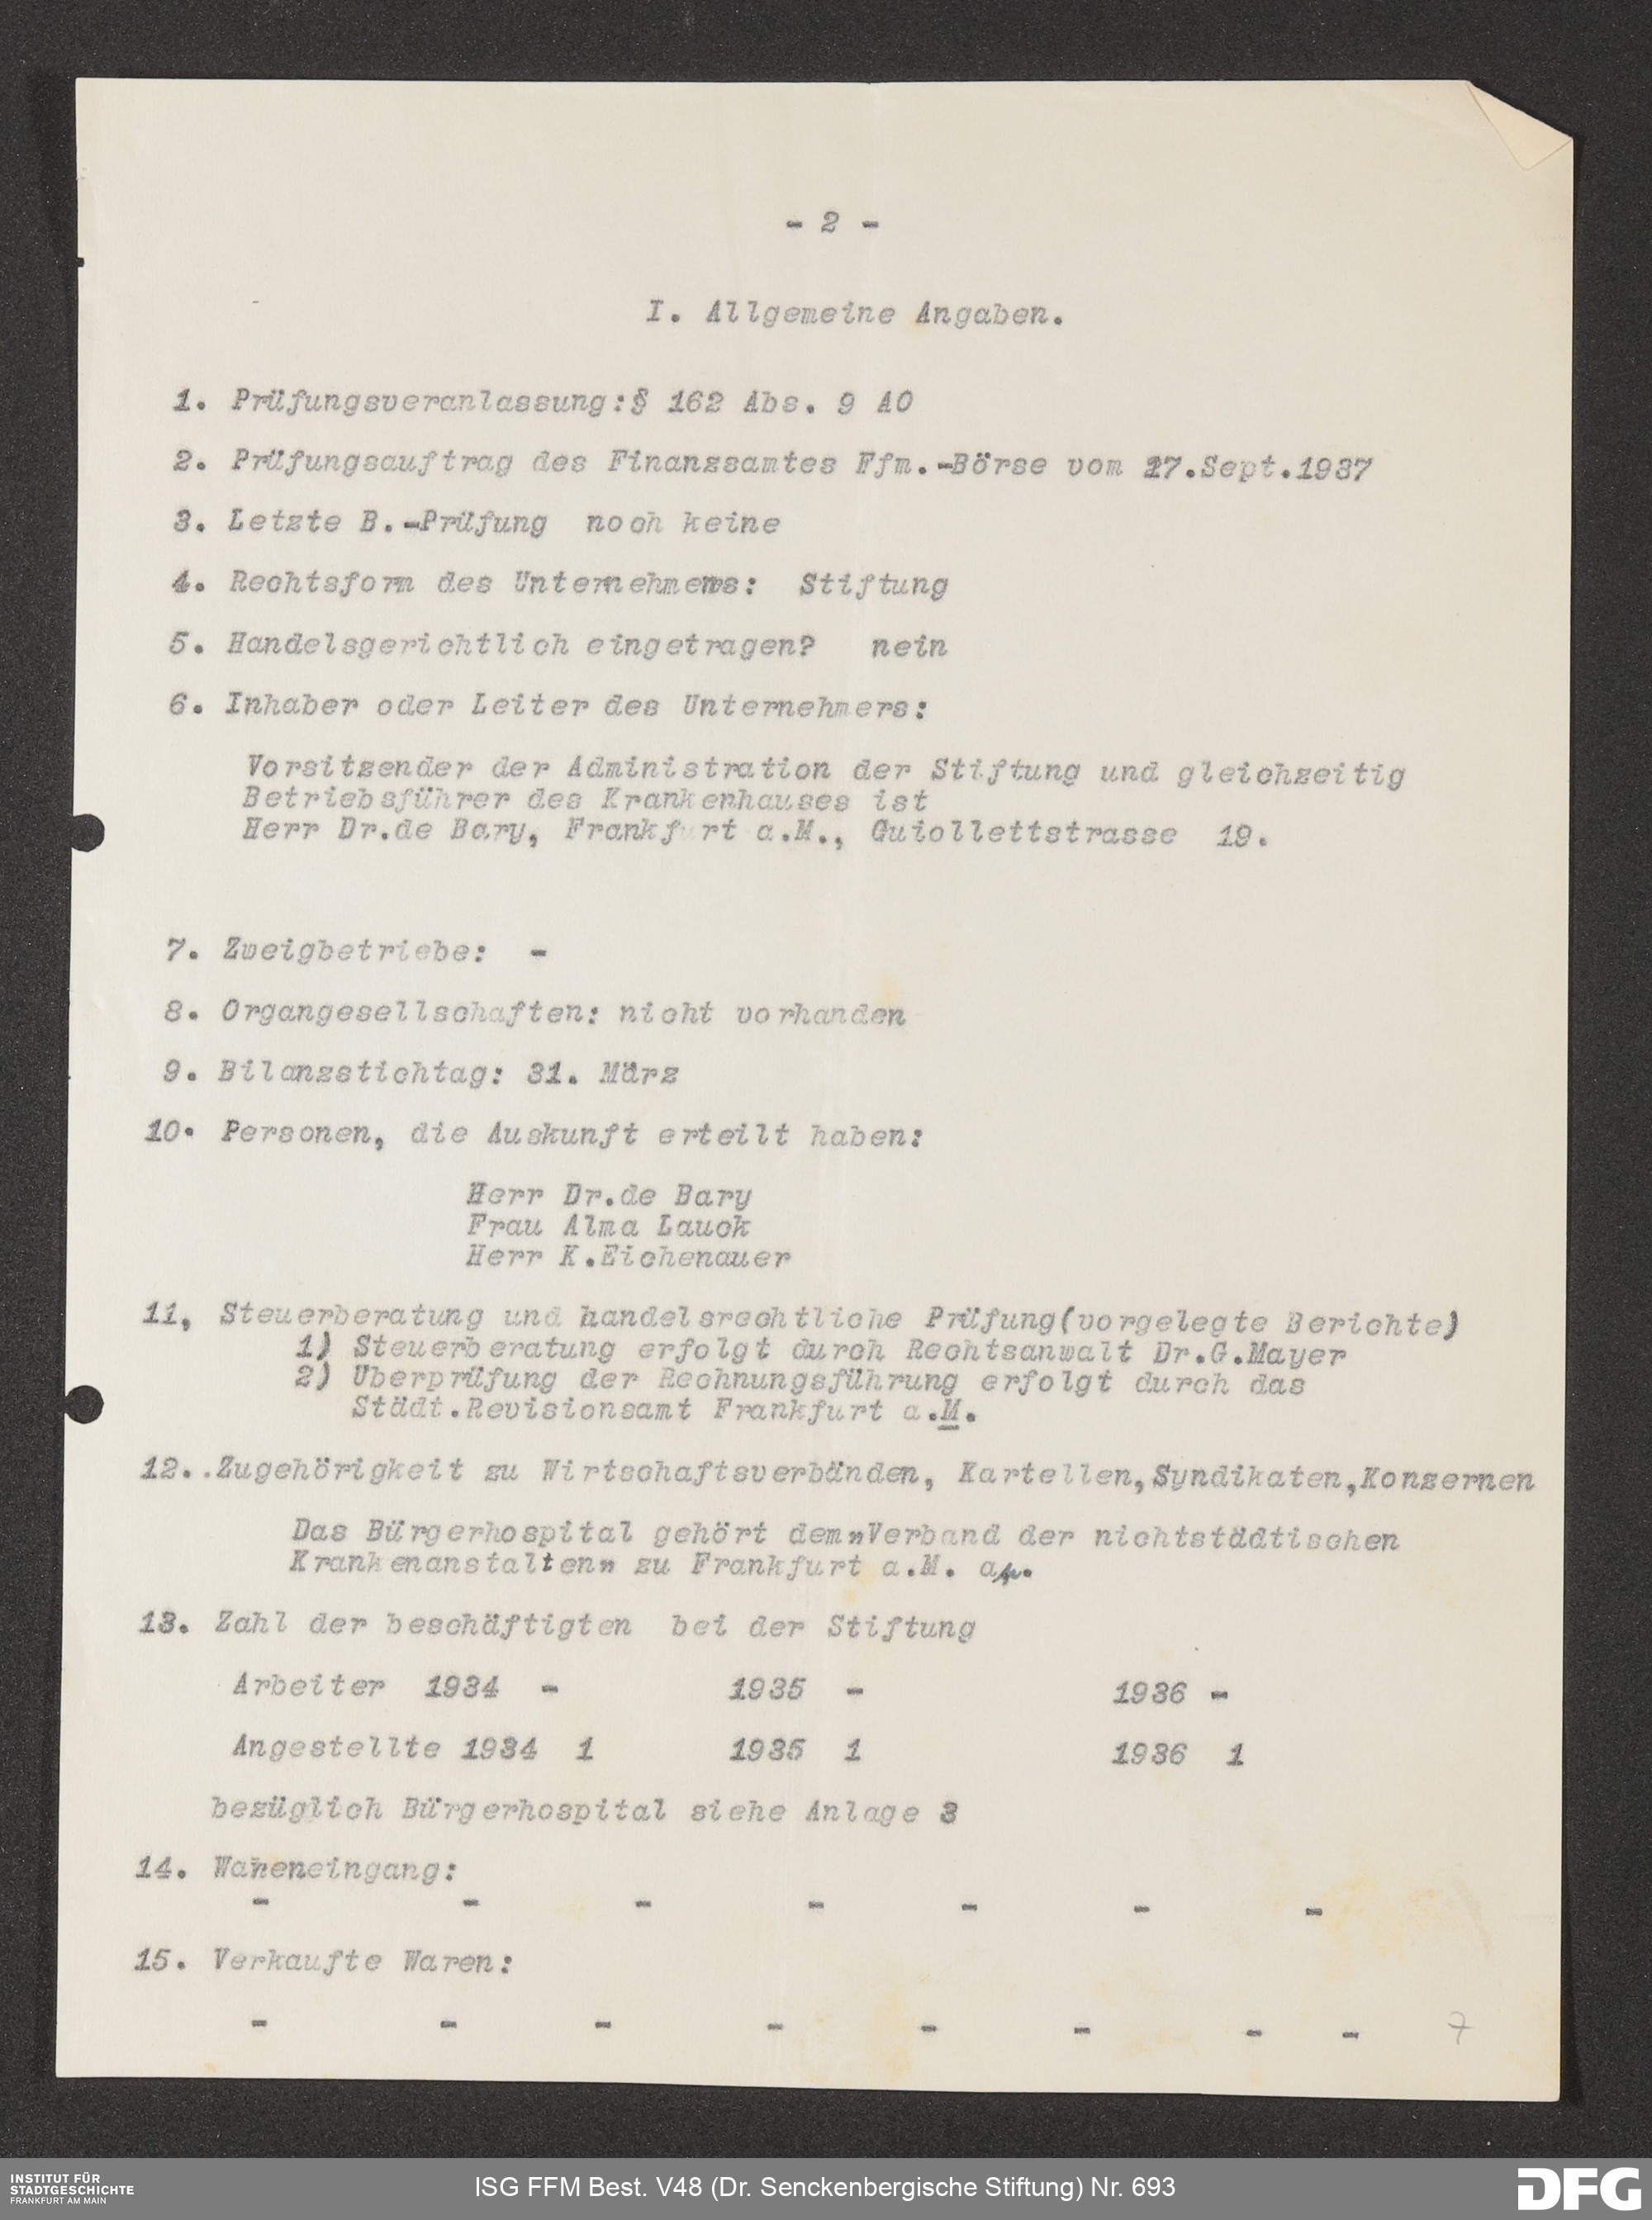 - 2 -
I. Allgemeine Angaben.
1. Prüfungsveranlassung:§ 162 Abs. 9 AO
2. Prüfungsauftrag des Finanzsamtes Ffm.-Börse vom 27.Sept.1937
3. Letzte B.-Prüfung noch keine
4. Rechtsform des Unternehmens: Stiftung
5. Handelsgerichtlich eingetragen? nein
6. Inhaber oder Leiter des Unternehmers:
Vorsitzender der Administration der Stiftung und gleichzeitig
Betriebsführer des Krankenhauses ist
Herr Dr.de Bary, Frankfurt a.M., Guiollettstrasse 19.
7. Zweigbetriebe: -
8. Organgesellschaften: nicht vorhanden
9. Bilanzstichtag: 31. März
10. Personen, die Auskunft erteilt haben:
Herr Dr.de Bary
Frau Alma Lauck
Herr K.Eichenauer
11, Steuerberatung und handelsrechtliche Prüfung(vorgelegte Berichte)
1) Steuerberatung erfolgt durch Rechtsanwalt Dr.G.Mayer
2) Uberprüfung der Rechnungsführung erfolgt durch das
Städt.Revisionsamt Frankfurt a.M.
12. .Zugehörigkeit zu Wirtschaftsverbänden, Kartellen,Syndikaten,Konzernen
Das Bürgerhospital gehört dem"Verband der nichtstädtischen
Krankenanstalten" zu Frankfurt a.M. an.
13. Zahl der beschäftigten bei der Stiftung
Arbeiter 1934 - 1935 - 1936 -
Angestellte 1934 1 1935 1 1936 1
bezüglich Bürgerhospital siehe Anlage 3
14. Wareneingang:
- - - - - - -
15. Verkaufte Waren:
- - - - - - - -
7
INSTITUT FÜR
STADTGESCHICHTE
FRANKFURT AM MAIN
ISG FFM Best. V48 (Dr. Senckenbergische Stiftung) Nr. 693
DFG